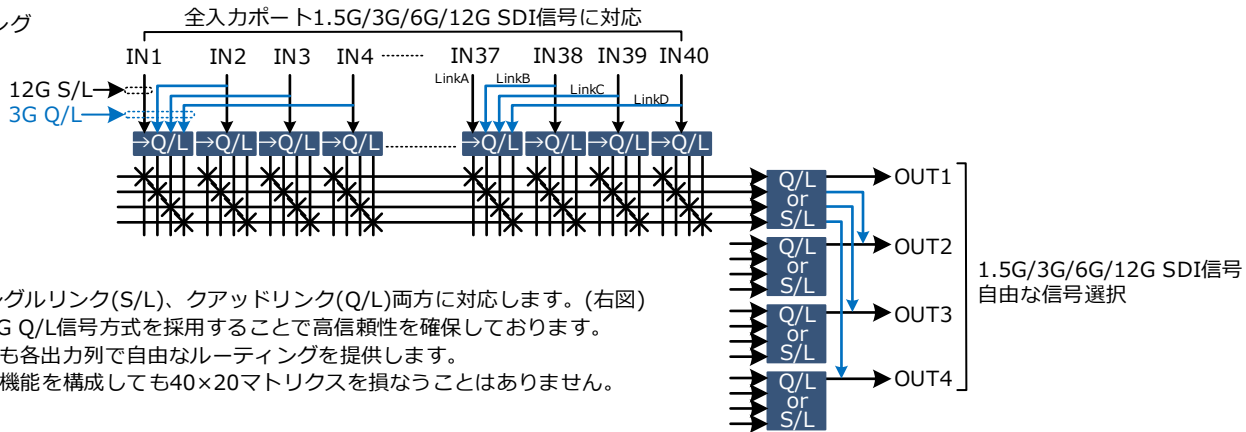 ング
全入力ポート1.5G/3G/6G/12G SDI信号に対応
IN1 IN2 IN3 IN4 IN37 IN38 IN39 IN40
LinkA LinkB
LinkC
LinkD
12G S/L
3G Q/L
→Q/L →Q/L →Q/L →Q/L →Q/L →Q/L →Q/L →Q/L
Q/L
or
S/L
OUT1
Q/L
or
S/L
OUT2
Q/L
or
S/L
OUT3
Q/L
or
S/L
OUT4
1.5G/3G/6G/12G SDI信号
自由な信号選択
ングルリンク(S/L)、クアッドリンク(Q/L)両方に対応します。(右図)
G Q/L信号方式を採用することで高信頼性を確保しております。
も各出力列で自由なルーティングを提供します。
機能を構成しても40×20マトリクスを損なうことはありません。